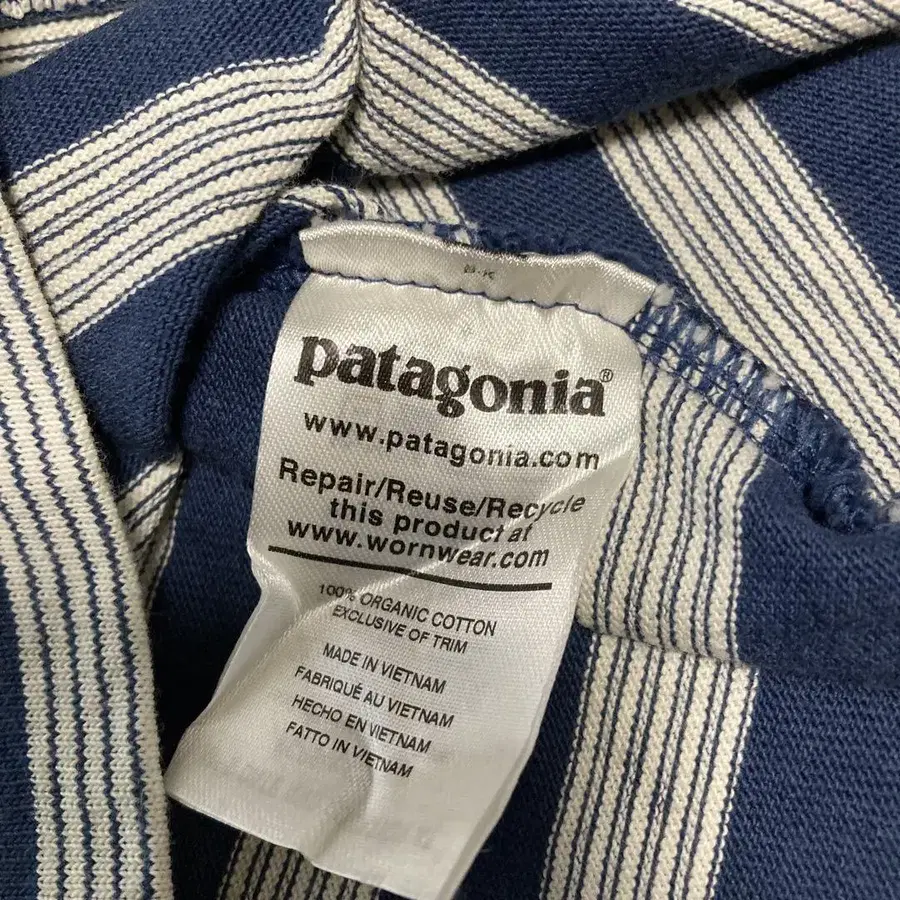 patagonia®
www.patagonia.com
Repair/Reuse/Recycle
this product at
www.wornwear.com
100% ORGANIC COTTON
EXCLUSIVE OF TRIM
MADE IN VIETNAM
FABRIQUÉ AU VIETNAM
HECHO EN VIETNAM
FATTO IN VIETNAM